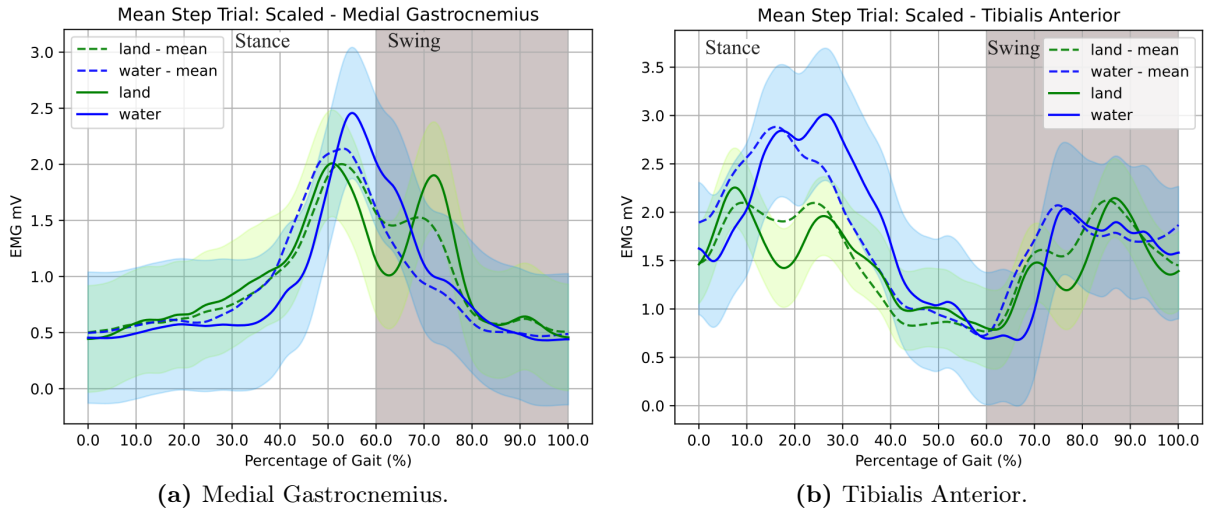 Mean Step Trial: Scaled - Medial Gastrocnemius
Stance
Swing
land - mean
water - mean
land
water
EMG mV
3.0
2.5
2.0
1.5
1.0
0.5
0.0
0.0 10.0 20.0 30.0 40.0 50.0 60.0 70.0 80.0 90.0 100.0
Percentage of Gait (%)
(a) Medial Gastrocnemius.
Mean Step Trial: Scaled - Tibialis Anterior
Stance
Swing
land - mean
water - mean
land
water
EMG mV
3.5
3.0
2.5
2.0
1.5
1.0
0.5
0.0
0.0 10.0 20.0 30.0 40.0 50.0 60.0 70.0 80.0 90.0 100.0
Percentage of Gait (%)
(b) Tibialis Anterior.